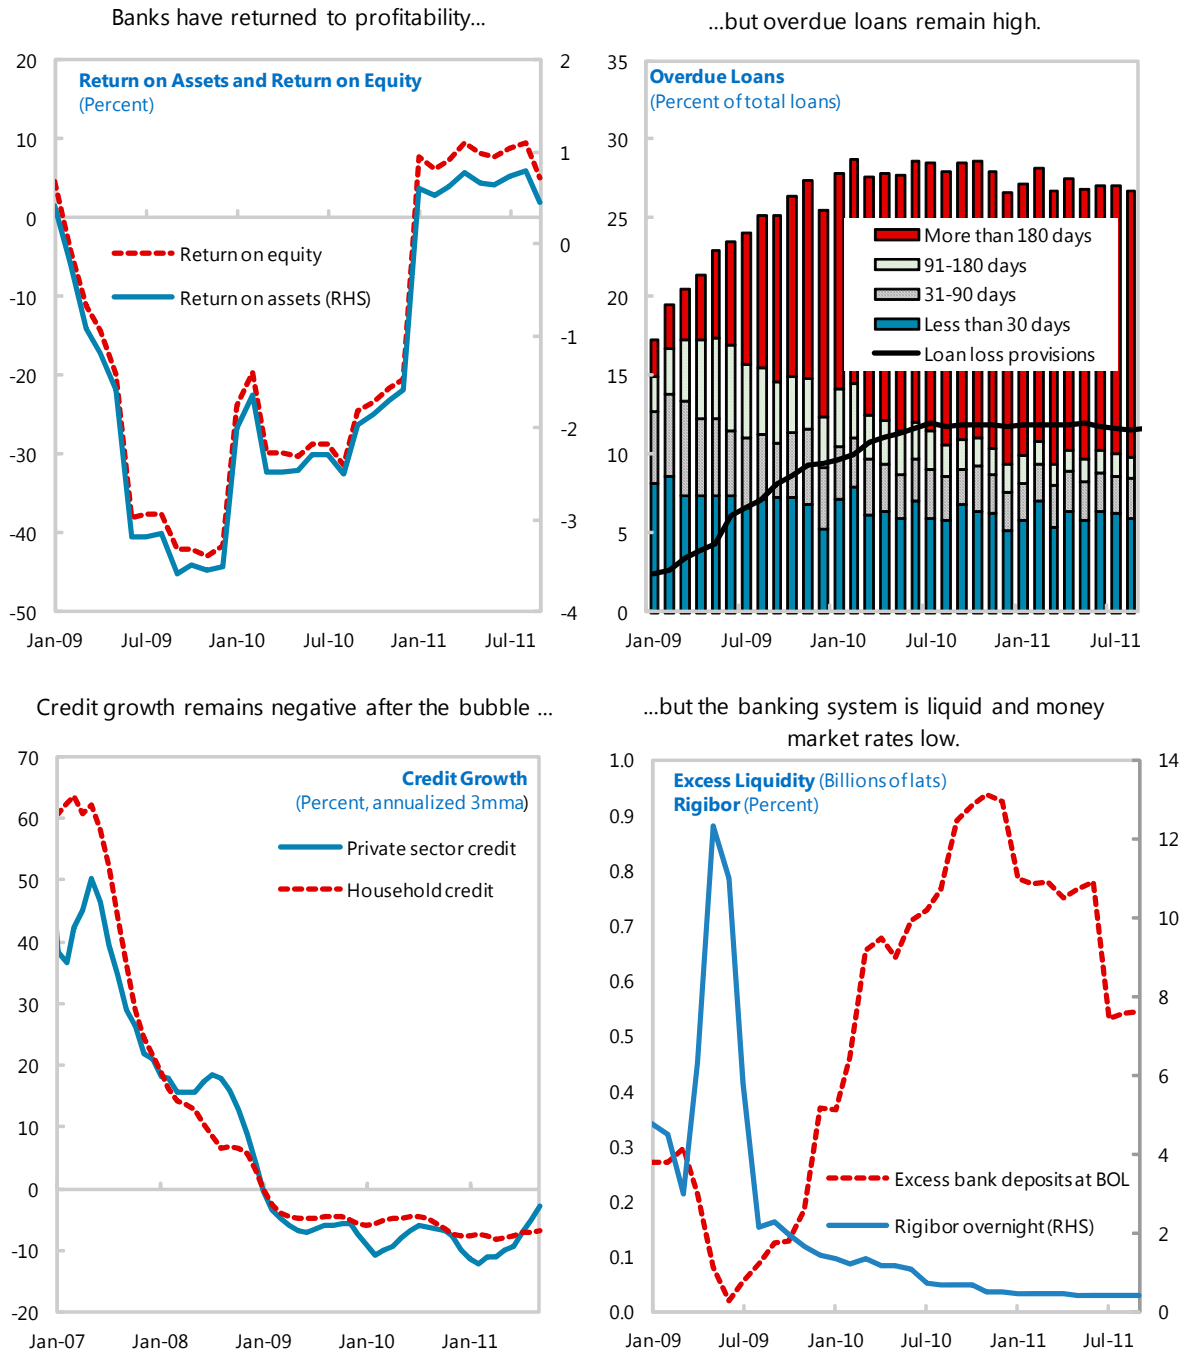 Banks have returned to profitability...
Return on Assets and Return on Equity
(Percent)
20
10
0
-10
-20
-30
-40
-50
2
1
0
-1
-2
-3
-4
Return on equity
Return on assets (RHS)
Jan-09 Jul-09 Jan-10 Jul-10 Jan-11 Jul-11
...but overdue loans remain high.
Overdue Loans
(Percent of total loans)
35
30
25
20
15
10
5
0
More than 180 days
91-180 days
31-90 days
Less than 30 days
Loan loss provisions
Jan-09 Jul-09 Jan-10 Jul-10 Jan-11 Jul-11
Credit growth remains negative after the bubble ...
Credit Growth
(Percent, annualized 3mma)
70
60
50
40
30
20
10
0
-10
-20
Private sector credit
Household credit
Jan-07 Jan-08 Jan-09 Jan-10 Jan-11
...but the banking system is liquid and money
market rates low.
Excess Liquidity (Billions of lats)
Rigibor (Percent)
1.0
0.9
0.8
0.7
0.6
0.5
0.4
0.3
0.2
0.1
0.0
14
12
10
8
6
4
2
0
Excess bank deposits at BOL
Rigibor overnight (RHS)
Jan-09 Jul-09 Jan-10 Jul-10 Jan-11 Jul-11